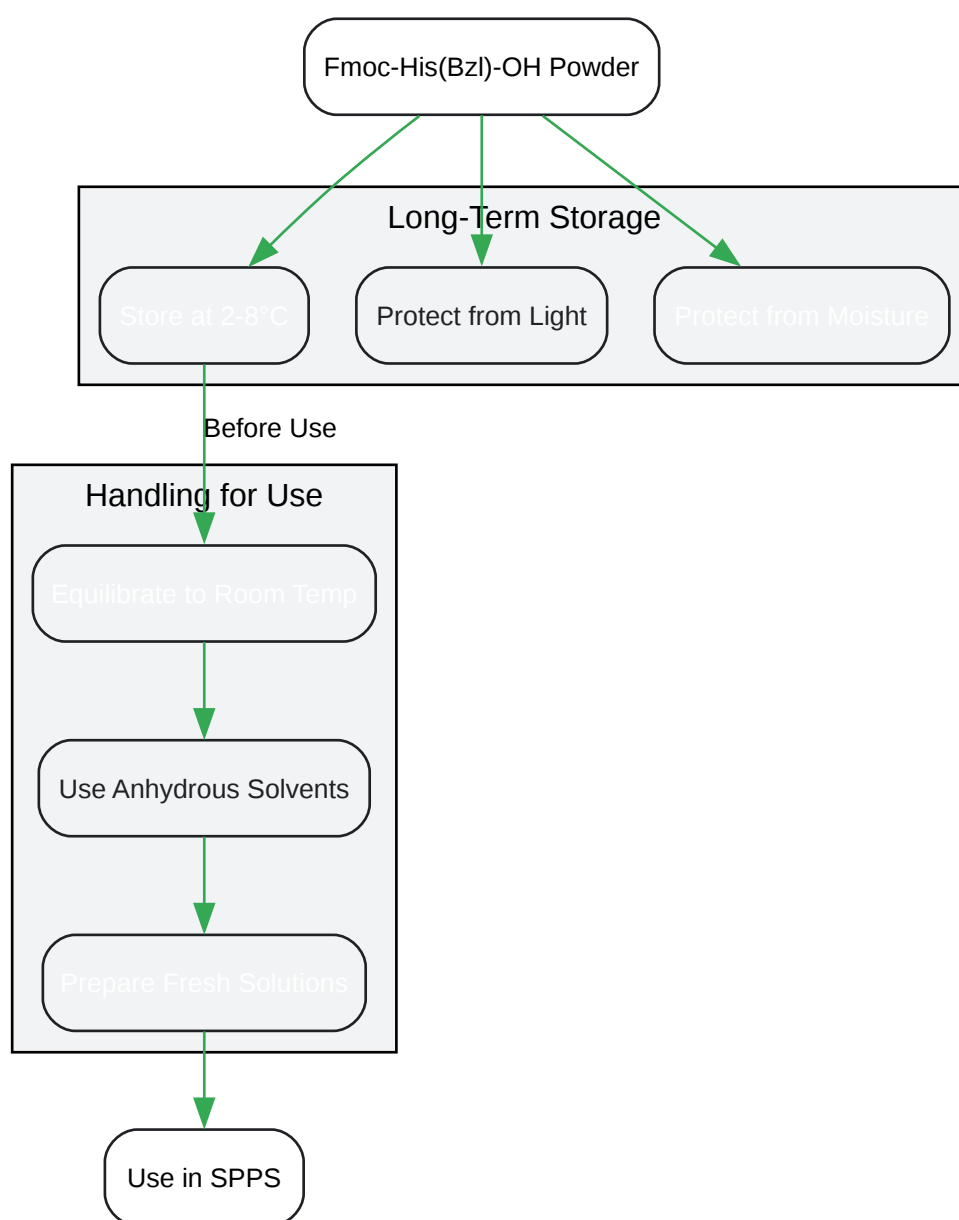 Fmoc-His(Bzl)-OH Powder
Long-Term Storage
Store at 2-8°C
Protect from Light
Protect from Moisture
Before Use
Handling for Use
Equilibrate to Room Temp
Use Anhydrous Solvents
Prepare Fresh Solutions
Use in SPPS